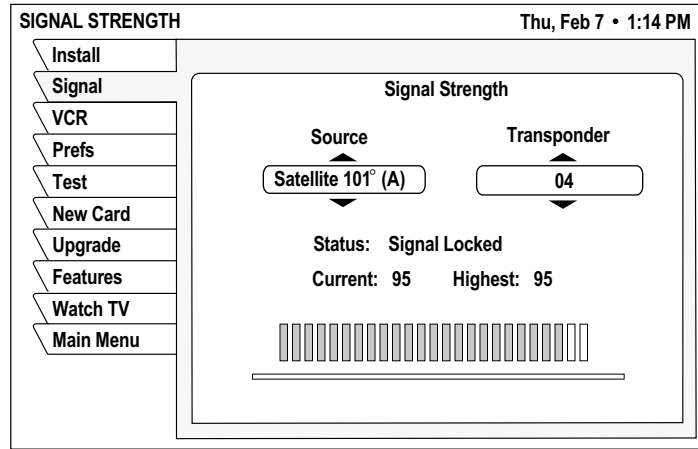 SIGNAL STRENGTH
Thu, Feb 7 • 1:14 PM
Install
Signal
VCR
Prefs
Test
New Card
Upgrade
Features
Watch TV
Main Menu
Signal Strength
Source
Transponder
Satellite 101° (A)
04
Status: Signal Locked
Current: 95 Highest: 95